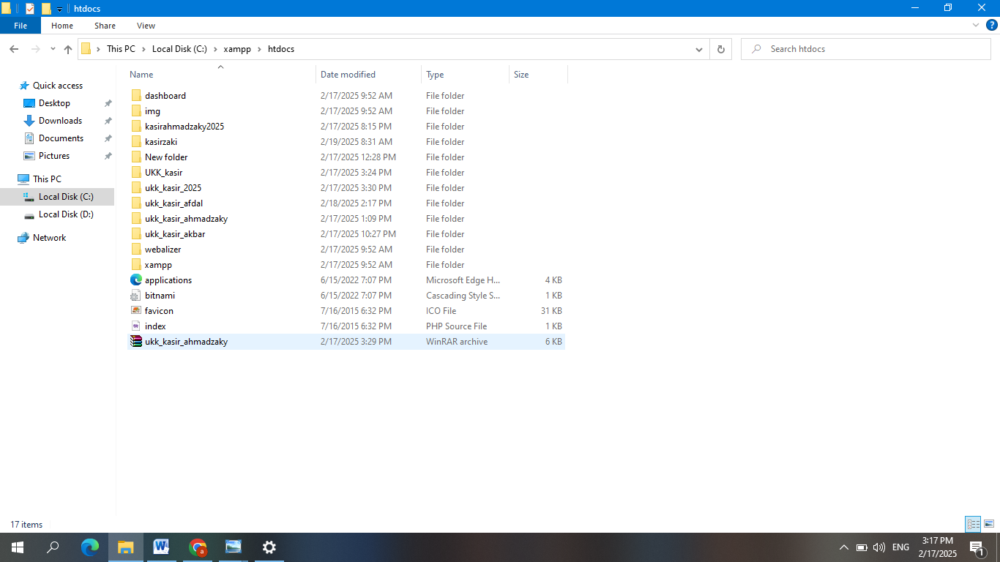 htdocs
File Home Share View
This PC Local Disk (C:) xampp htdocs
Search htdocs
Name Date modified Type Size
Quick access
Desktop
Downloads
Documents
Pictures
This PC
Local Disk (C:)
Local Disk (D:)
Network
dashboard 2/17/2025 9:52 AM File folder
img 2/17/2025 9:52 AM File folder
kasirahmadzaky2025 2/17/2025 8:15 PM File folder
kasirzaki 2/19/2025 8:31 AM File folder
New folder 2/17/2025 12:28 PM File folder
UKK_kasir 2/17/2025 3:24 PM File folder
ukk_kasir_2025 2/17/2025 3:30 PM File folder
ukk_kasir_afdal 2/18/2025 2:17 PM File folder
ukk_kasir_ahmadzaky 2/17/2025 1:09 PM File folder
ukk_kasir_akbar 2/17/2025 10:27 PM File folder
webalizer 2/17/2025 9:52 AM File folder
xampp 2/17/2025 9:52 AM File folder
applications 6/15/2022 7:07 PM Microsoft Edge H... 4 KB
bitnami 6/15/2022 7:07 PM Cascading Style S... 1 KB
favicon 7/16/2015 6:32 PM ICO File 31 KB
index 7/16/2015 6:32 PM PHP Source File 1 KB
ukk_kasir_ahmadzaky 2/17/2025 3:29 PM WinRAR archive 6 KB
17 items
ENG
3:17 PM
2/17/2025
1